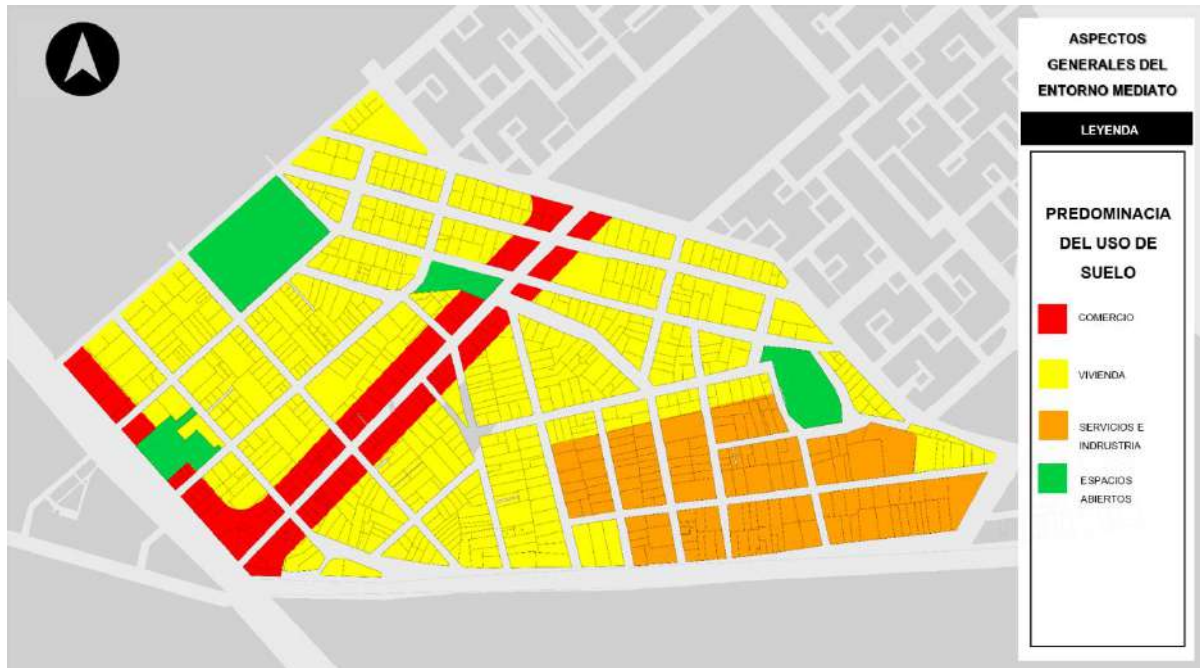 ASPECTOS
GENERALES DEL
ENTORNO MEDIATO
LEYENDA
PREDOMINACIA
DEL USO DE
SUELO
COMERCIO
VIVIENDA
SERVICIOS E
INDRUSTRIA
ESPACIOS
ABIERTOS